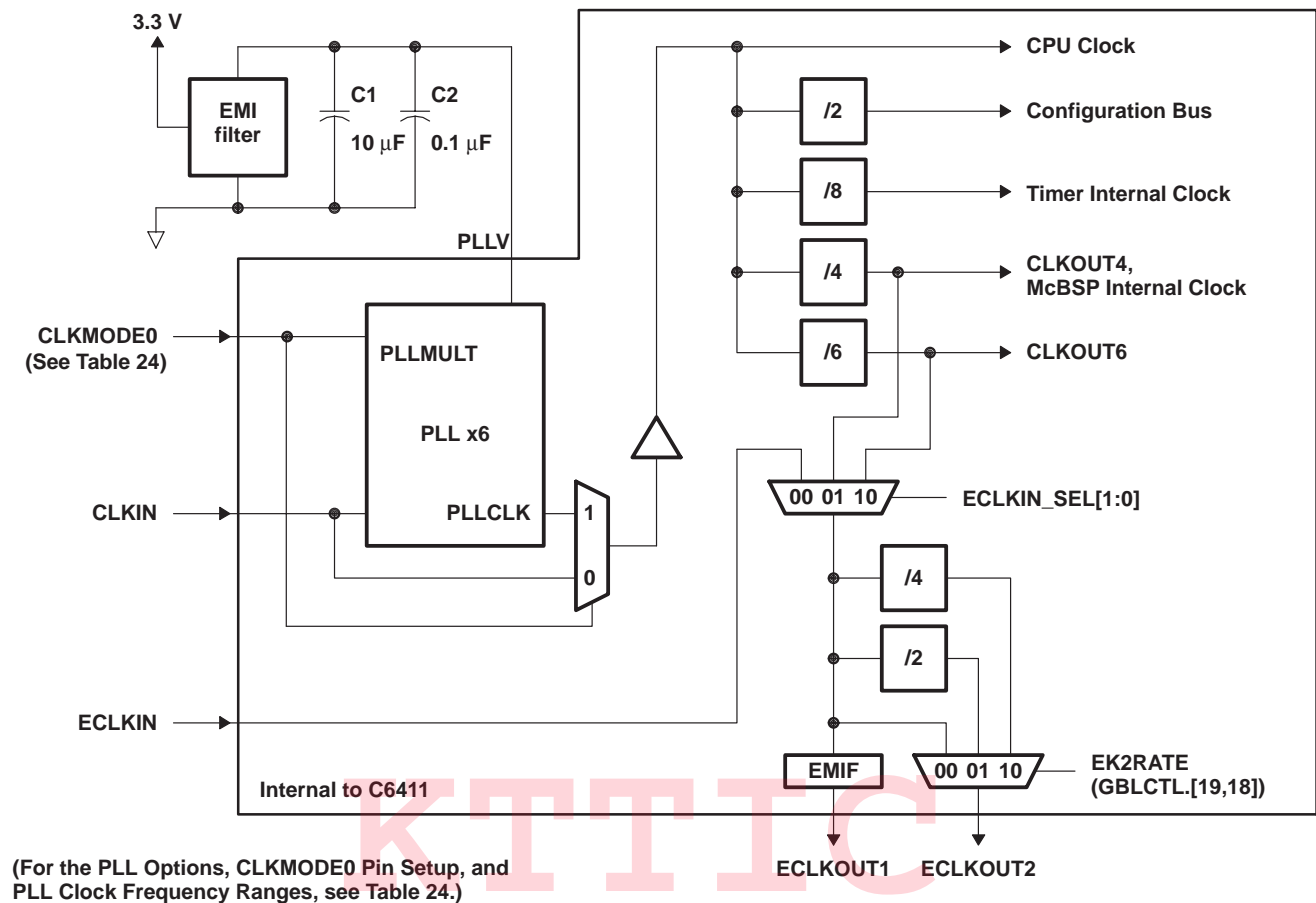 3.3 V
EMI
filter
C1
10 μF
C2
0.1 μF
PLLV
CPU Clock
/2
Configuration Bus
/8
Timer Internal Clock
/4
CLKOUT4,
McBSP Internal Clock
/6
CLKOUT6
CLKMODE0
(See Table 24)
PLLMULT
PLL x6
PLLCLK
CLKIN
1
0
00 01 10
ECLKIN_SEL[1:0]
/4
/2
ECLKIN
EMIF
00 01 10
EK2RATE
(GBLCTL.[19,18])
Internal to C6411
ECLKOUT1
ECLKOUT2
(For the PLL Options, CLKMODE0 Pin Setup, and
PLL Clock Frequency Ranges, see Table 24.)
KTTIC